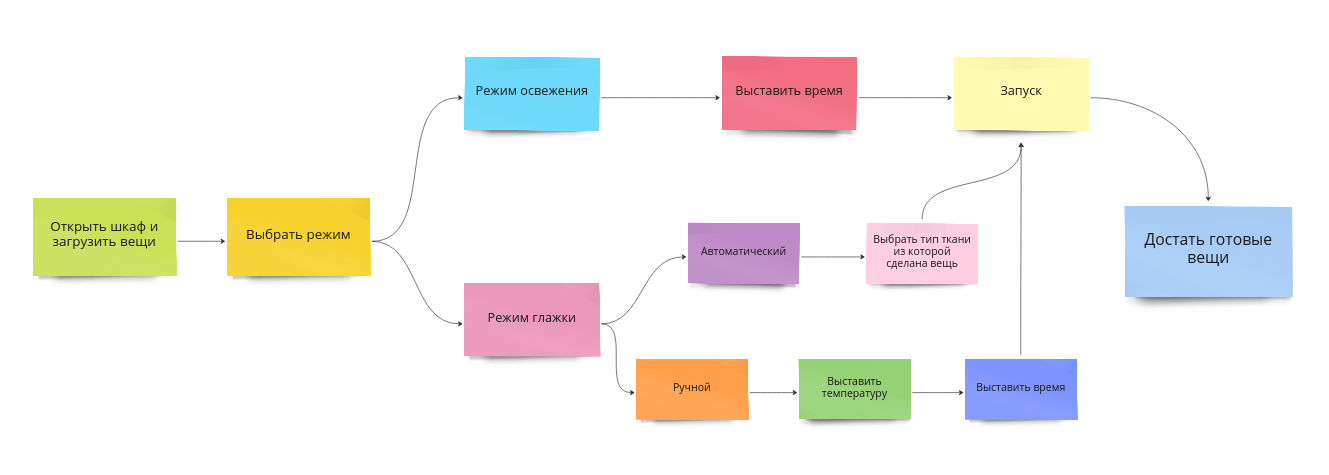 Режим освежения
Выставить время
Запуск
Открыть шкаф и
загрузить вещи
Выбрать режим
Автоматический
Выбрать тип ткани
из которой
сделана вещь
Достать готовые
вещи
Режим глажки
Ручной
Выставить
температуру
Выставить время